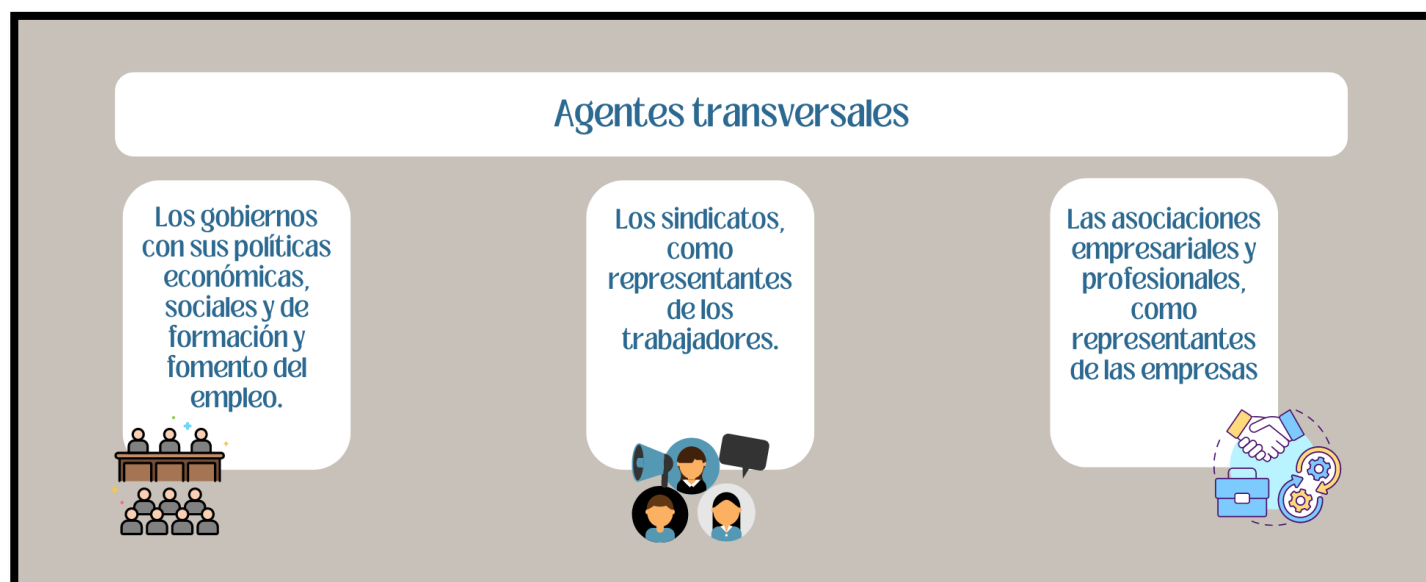 Agentes transversales
Los gobiernos
con sus políticas
económicas,
sociales y de
formación y
fomento del
empleo.
Los sindicatos,
como
representantes
de los
trabajadores.
Las asociaciones
empresariales y
profesionales,
como
representantes
de las empresas